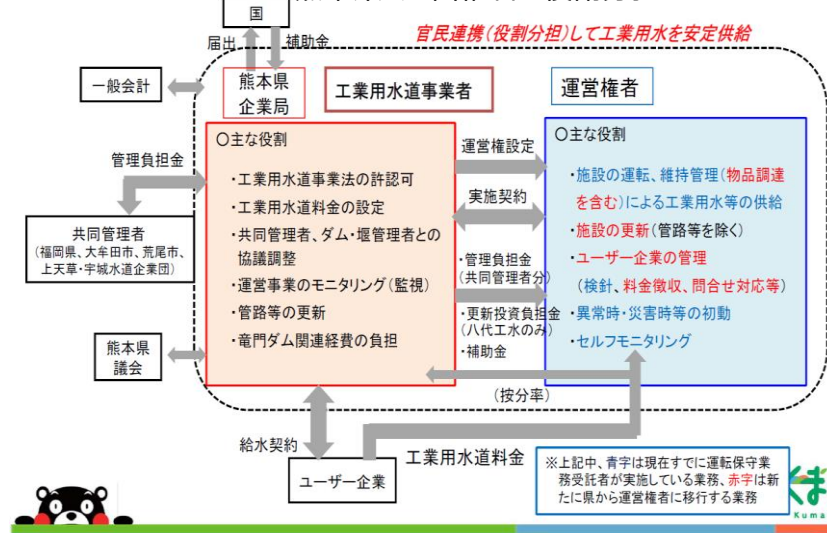 国
官民連携(役割分担)して工業用水を安定供給
届出
補助金
一般会計
熊本県
企業局
工業用水道事業者
運営権者
〇主な役割
・工業用水道事業法の許認可
・工業用水道料金の設定
・共同管理者、ダム・堰管理者との
協議調整
・運営事業のモニタリング(監視)
・管路等の更新
・竜門ダム関連経費の負担
管理負担金
共同管理者
(福岡県、大牟田市、荒尾市、
上天草・宇城水道企業団)
熊本県
議会
運営権設定
実施契約
・管理負担金
(共同管理者分)
・更新投資負担金
(八代工水のみ)
・補助金
(按分率)
〇主な役割
・施設の運転、維持管理(物品調達
を含む)による工業用水等の供給
・施設の更新(管路等を除く)
・ユーザー企業の管理
(検針、料金徴収、問合せ対応等)
・異常時・災害時等の初動
・セルフモニタリング
給水契約
工業用水道料金
ユーザー企業
※上記中、青字は現在すでに運転保守業
務受託者が実施している業務、赤字は新
たに県から運営権者に移行する業務
くま
Kuma